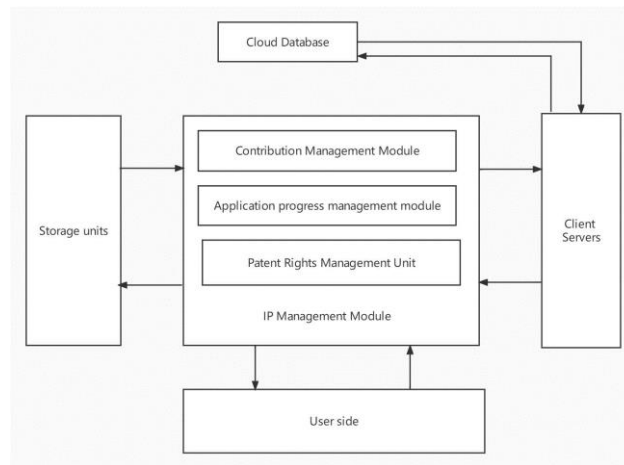 Cloud Database
Contribution Management Module
Application progress management module
Storage units
Client
Servers
Patent Rights Management Unit
IP Management Module
User side